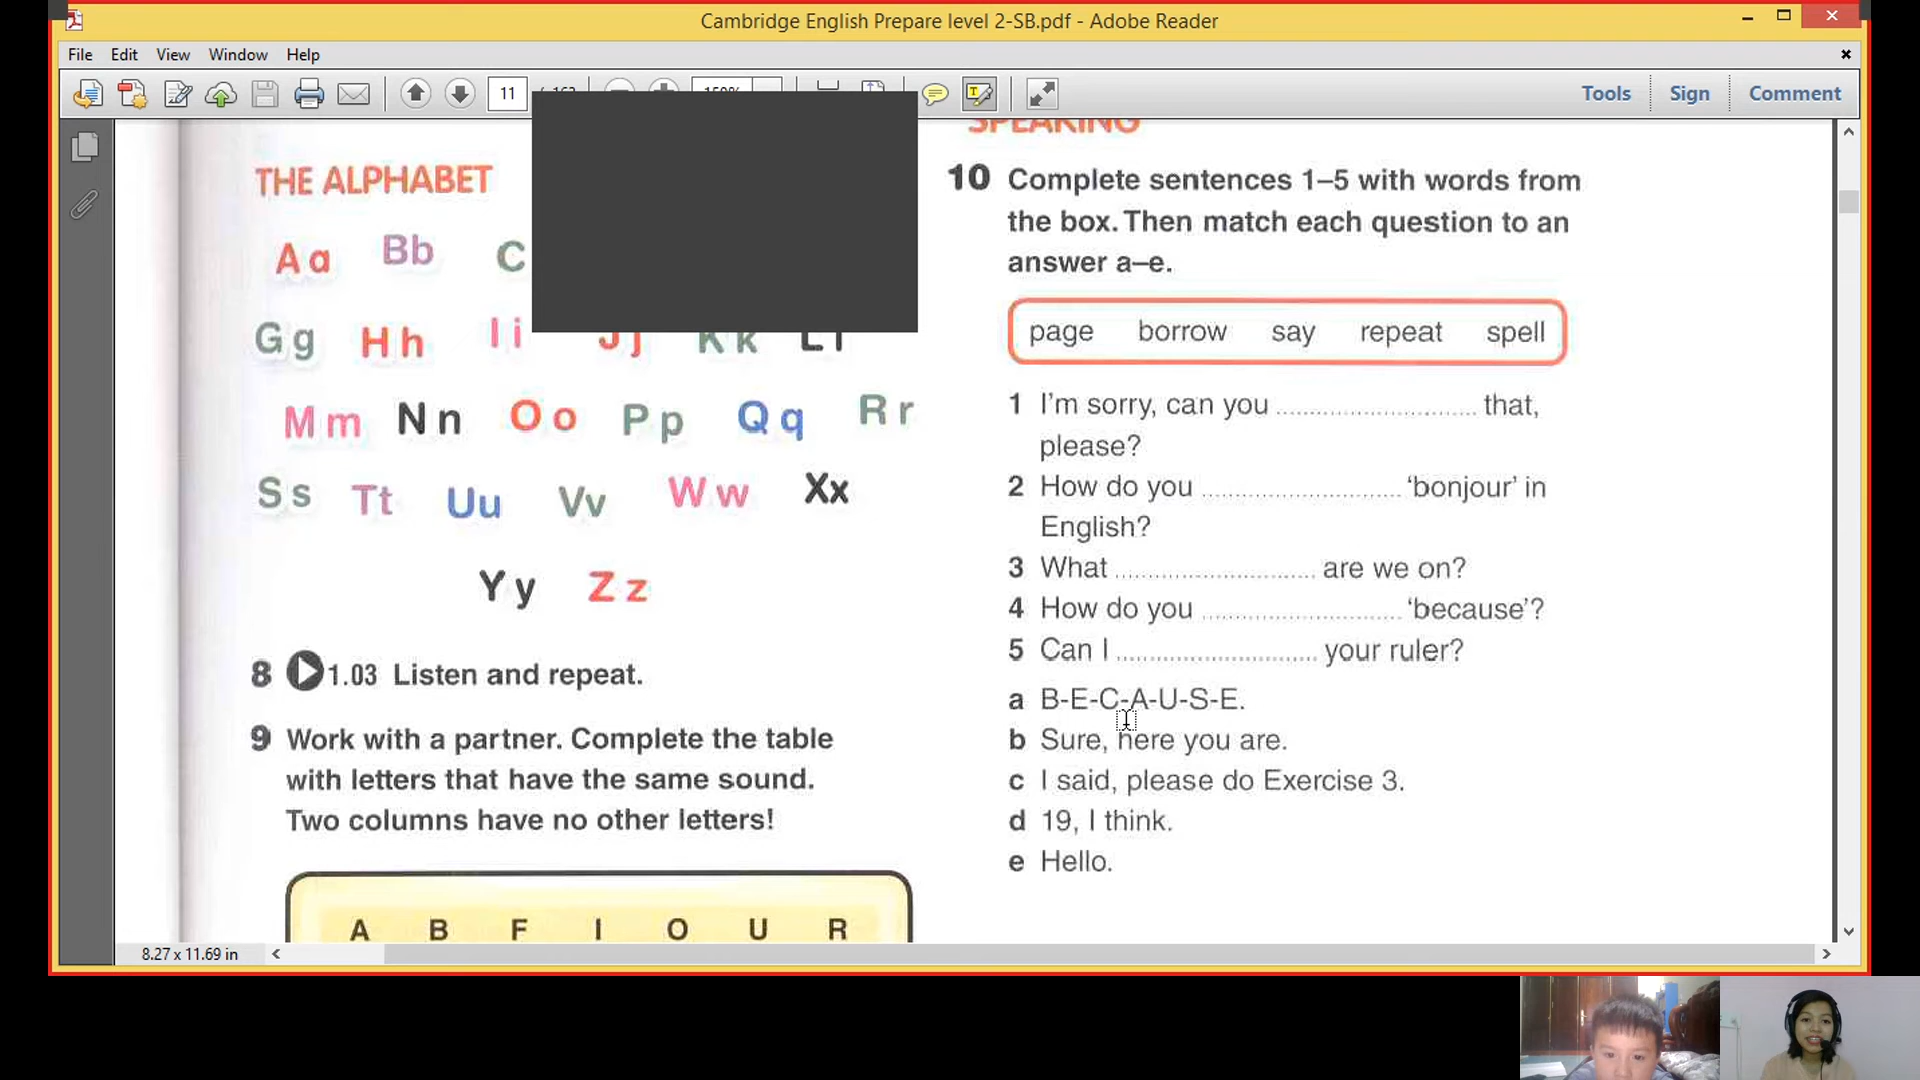 Cambridge English Prepare level 2-SB.pdf - Adobe Reader
File Edit View Window Help
11
Tools Sign Comment
THE ALPHABET
Aa Bb C
Gg Hh Ii Jj Kk Ll
Mm Nn Oo Pp Qq Rr
Ss Tt Uu Vv Ww Xx
Yy Zz
8 1.03 Listen and repeat.
9 Work with a partner. Complete the table
with letters that have the same sound.
Two columns have no other letters!
A B F I O U R
SPEAKING
10 Complete sentences 1–5 with words from
the box. Then match each question to an
answer a–e.
page borrow say repeat spell
1 I'm sorry, can you .......................... that,
please?
2 How do you .......................... 'bonjour' in
English?
3 What .......................... are we on?
4 How do you .......................... 'because'?
5 Can I .......................... your ruler?
a B-E-C-A-U-S-E.
b Sure, here you are.
c I said, please do Exercise 3.
d 19, I think.
e Hello.
8.27 x 11.69 in